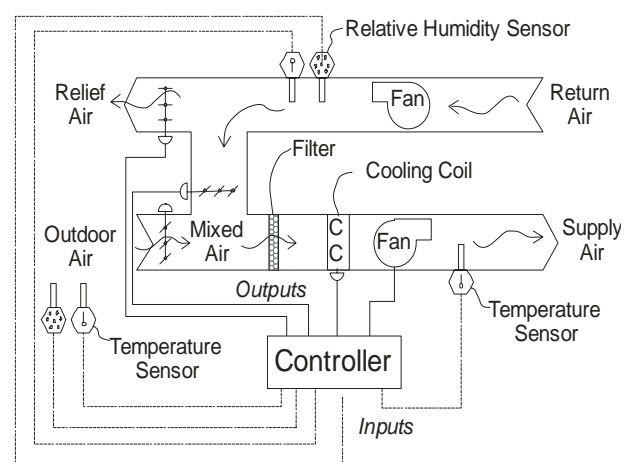 Relative Humidity Sensor
Relief
Air
Fan
Return
Air
Filter
Cooling Coil
Outdoor
Air
Mixed
Air
C
C
Fan
Supply
Air
Outputs
Temperature
Sensor
Temperature
Sensor
Controller
Inputs